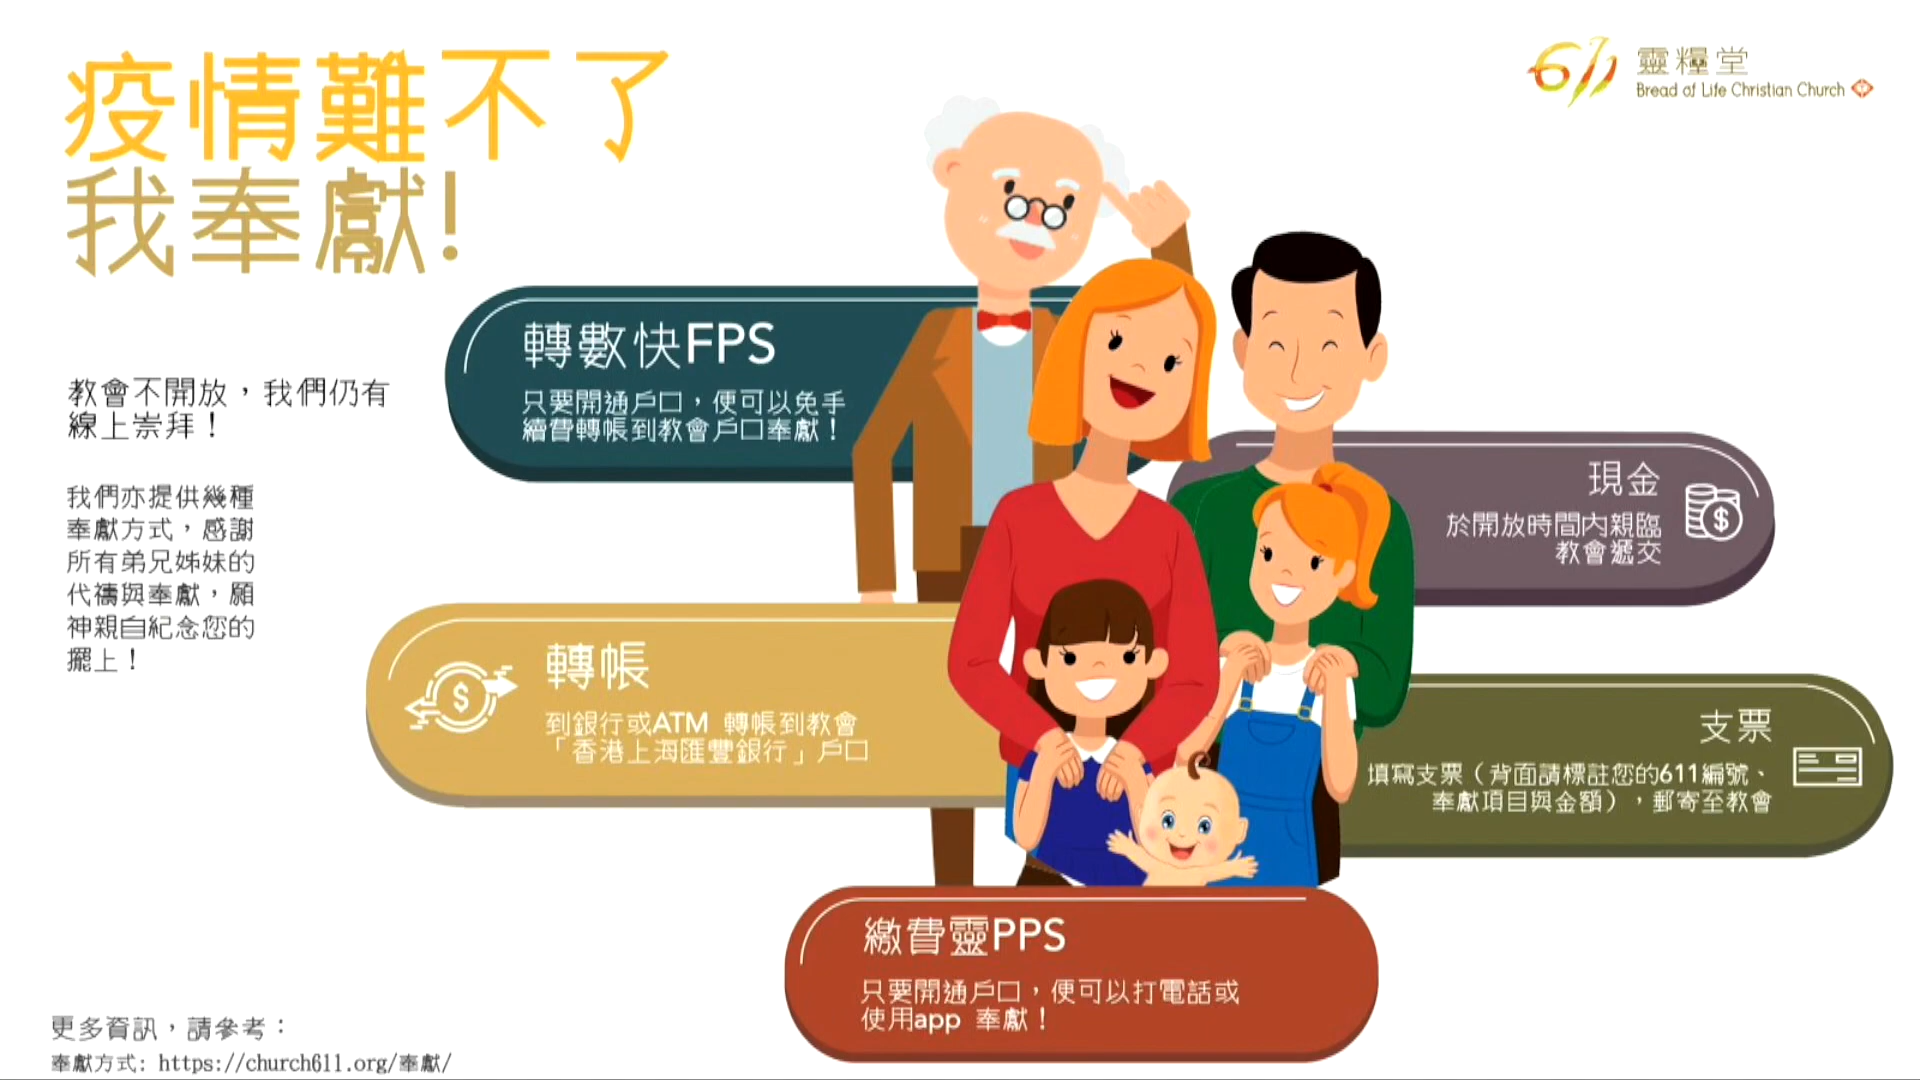 疫情難不了
我奉獻!
611 靈糧堂
Bread of Life Christian Church
教會不開放，我們仍有
線上崇拜！
我們亦提供幾種
奉獻方式，感謝
所有弟兄姊妹的
代禱與奉獻，願
神親自紀念您的
擺上！
轉數快FPS
只要開通戶口，便可以免手
續費轉帳到教會戶口奉獻！
現金
於開放時間內親臨
教會遞交
轉帳
到銀行或ATM 轉帳到教會
「香港上海匯豐銀行」戶口
支票
填寫支票（背面請標註您的611編號、
奉獻項目與金額），郵寄至教會
繳費靈PPS
只要開通戶口，便可以打電話或
使用app 奉獻！
更多資訊，請參考：
奉獻方式: https://church611.org/奉獻/